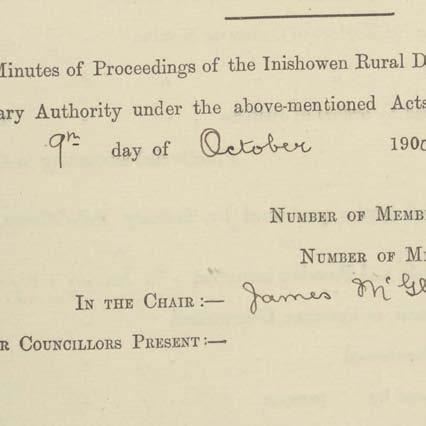 Minutes of Proceedings of the Inishowen Rural D
ary Authority under the above-mentioned Acts
9th day of October 190
NUMBER OF MEMB
NUMBER OF M
IN THE CHAIR:— James McGl
R COUNCILLORS PRESENT:—